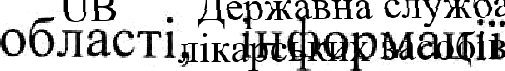 UB Державна служба
області, інформації
лікарських засобів